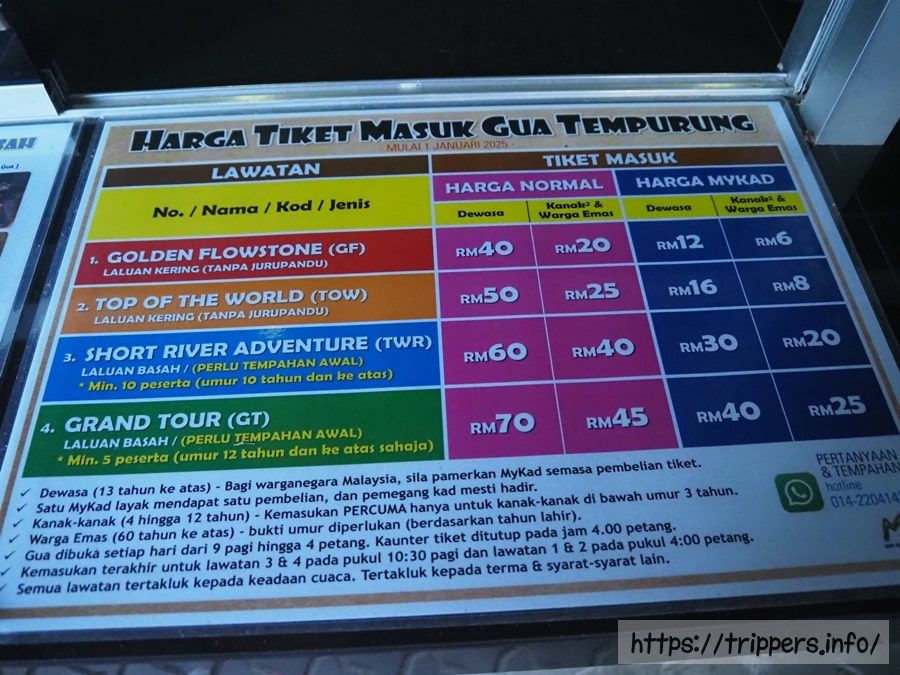 SAH
Gua )
HARGA TIKET MASUK GUA TEMPURUNG
- MULAI 1 JANUARI 2025 -
LAWATAN
TIKET MASUK
No. / Nama / Kod / Jenis
HARGA NORMAL
HARGA MYKAD
Dewasa
Kanak² & Warga Emas
Dewasa
Kanak² & Warga Emas
1. GOLDEN FLOWSTONE (GF)
LALUAN KERING (TANPA JURUPANDU)
RM40 RM20 RM12 RM6
2. TOP OF THE WORLD (TOW)
LALUAN KERING (TANPA JURUPANDU)
RM50 RM25 RM16 RM8
3. SHORT RIVER ADVENTURE (TWR)
LALUAN BASAH / (PERLU TEMPAHAN AWAL)
* Min. 10 peserta (umur 10 tahun dan ke atas)
RM60 RM40 RM30 RM20
4. GRAND TOUR (GT)
LALUAN BASAH / (PERLU TEMPAHAN AWAL)
* Min. 5 peserta (umur 12 tahun dan ke atas sahaja)
RM70 RM45 RM40 RM25
✓ Dewasa (13 tahun ke atas) - Bagi warganegara Malaysia, sila pamerkan MyKad semasa pembelian tiket.
✓ Satu MyKad layak mendapat satu pembelian, dan pemegang kad mesti hadir.
✓ Kanak-kanak (4 hingga 12 tahun) - Kemasukan PERCUMA hanya untuk kanak-kanak di bawah umur 3 tahun.
✓ Warga Emas (60 tahun ke atas) - bukti umur diperlukan (berdasarkan tahun lahir).
✓ Gua dibuka setiap hari dari 9 pagi hingga 4 petang. Kaunter tiket ditutup pada jam 4.00 petang.
✓ Kemasukan terakhir untuk lawatan 3 & 4 pada pukul 10:30 pagi dan lawatan 1 & 2 pada pukul 4:00 petang.
✓ Semua lawatan tertakluk kepada keadaan cuaca. Tertakluk kepada terma & syarat-syarat lain.
PERTANYAAN
& TEMPAHAN
hotline
014-220414
https://trippers.info/